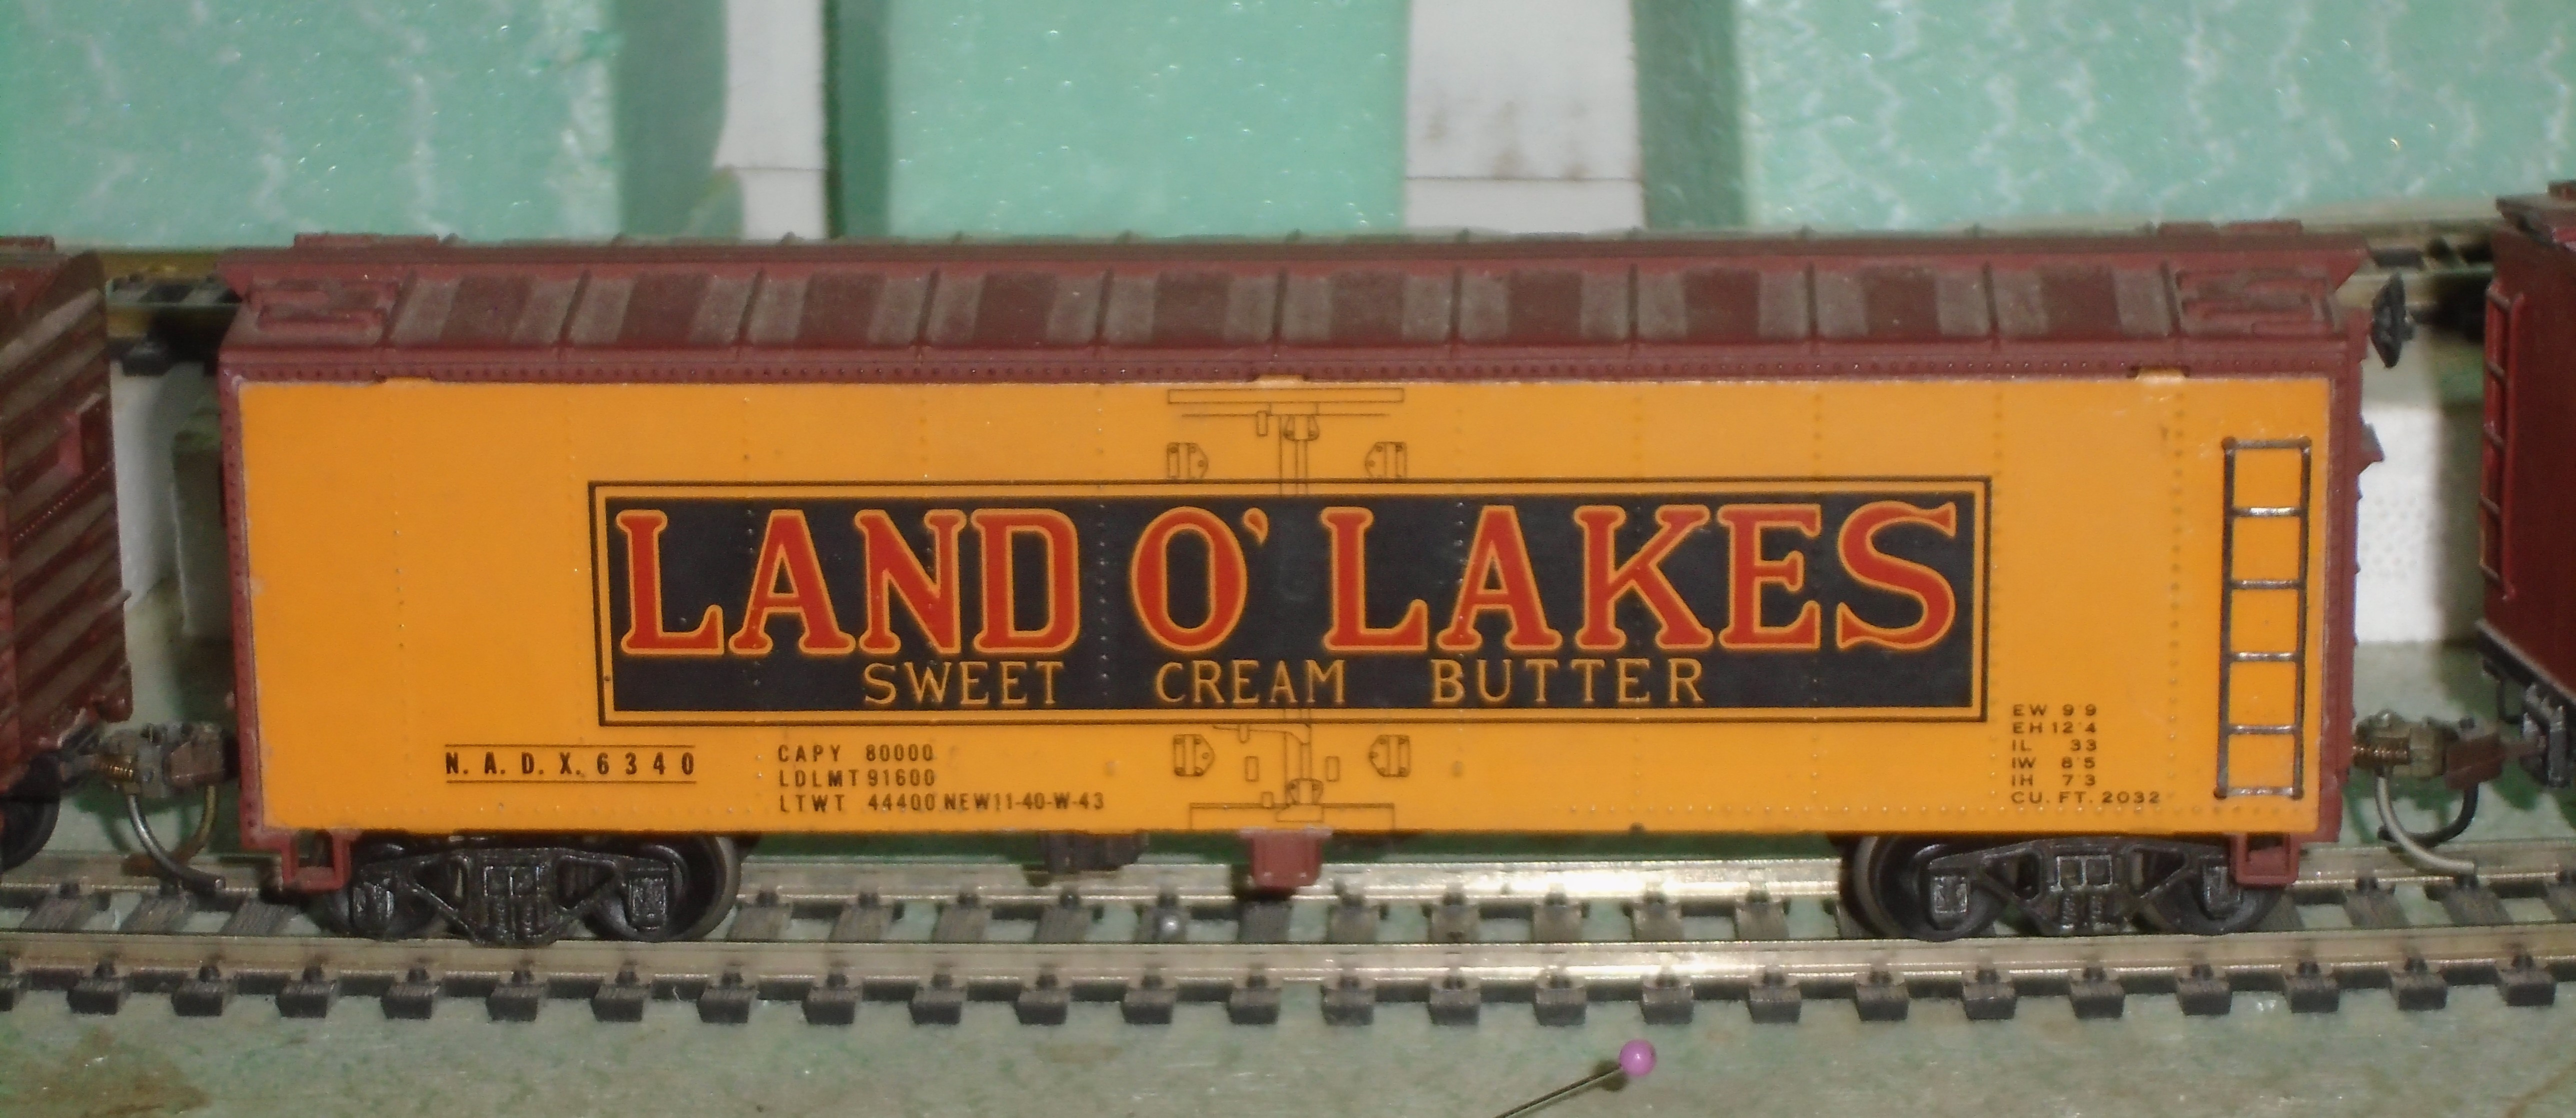 LAND O' LAKES
SWEET CREAM BUTTER
N. A. D. X. 6340
CAPY 80000
LDLMT 91600
LTWT 44400 NEW 11-40-W-43
EW 9'9
EH 12'4
IL 33
IW 8'5
IH 7'3
CU. FT. 2032